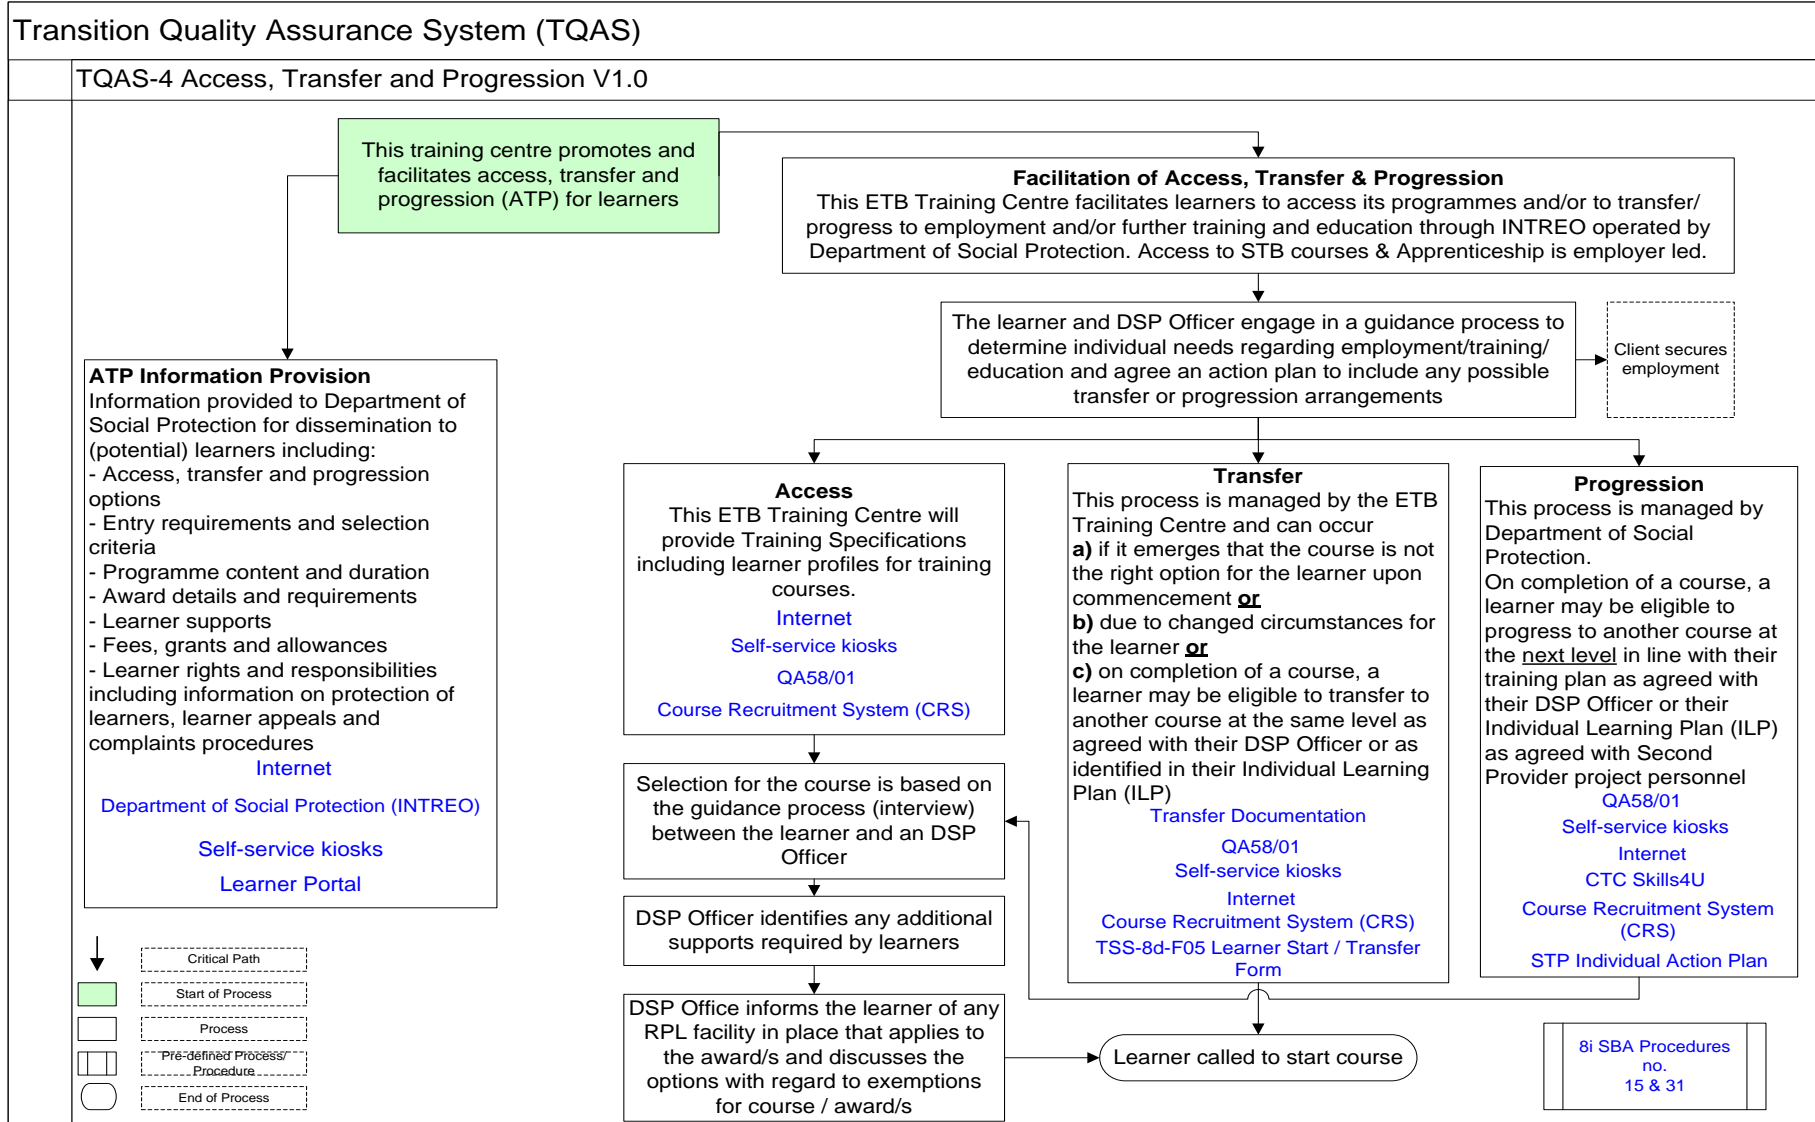 Transition Quality Assurance System (TQAS)
TQAS-4 Access, Transfer and Progression V1.0
This training centre promotes and
facilitates access, transfer and
progression (ATP) for learners
Facilitation of Access, Transfer & Progression
This ETB Training Centre facilitates learners to access its programmes and/or to transfer/
progress to employment and/or further training and education through INTREO operated by
Department of Social Protection. Access to STB courses & Apprenticeship is employer led.
The learner and DSP Officer engage in a guidance process to
determine individual needs regarding employment/training/
education and agree an action plan to include any possible
transfer or progression arrangements
Client secures
employment
ATP Information Provision
Information provided to Department of
Social Protection for dissemination to
(potential) learners including:
- Access, transfer and progression
options
- Entry requirements and selection
criteria
- Programme content and duration
- Award details and requirements
- Learner supports
- Fees, grants and allowances
- Learner rights and responsibilities
including information on protection of
learners, learner appeals and
complaints procedures
Internet
Department of Social Protection (INTREO)
Self-service kiosks
Learner Portal
Access
This ETB Training Centre will
provide Training Specifications
including learner profiles for training
courses.
Internet
Self-service kiosks
QA58/01
Course Recruitment System (CRS)
Selection for the course is based on
the guidance process (interview)
between the learner and an DSP
Officer
DSP Officer identifies any additional
supports required by learners
DSP Office informs the learner of any
RPL facility in place that applies to
the award/s and discusses the
options with regard to exemptions
for course / award/s
Transfer
This process is managed by the ETB
Training Centre and can occur
a) if it emerges that the course is not
the right option for the learner upon
commencement or
b) due to changed circumstances for
the learner or
c) on completion of a course, a
learner may be eligible to transfer to
another course at the same level as
agreed with their DSP Officer or as
identified in their Individual Learning
Plan (ILP)
Transfer Documentation
QA58/01
Self-service kiosks
Internet
Course Recruitment System (CRS)
TSS-8d-F05 Learner Start / Transfer
Form
Progression
This process is managed by
Department of Social
Protection.
On completion of a course, a
learner may be eligible to
progress to another course at
the next level in line with their
training plan as agreed with
their DSP Officer or their
Individual Learning Plan (ILP)
as agreed with Second
Provider project personnel
QA58/01
Self-service kiosks
Internet
CTC Skills4U
Course Recruitment System
(CRS)
STP Individual Action Plan
Learner called to start course
8i SBA Procedures
no.
15 & 31
Critical Path
Start of Process
Process
Pre-defined Process/
Procedure
End of Process